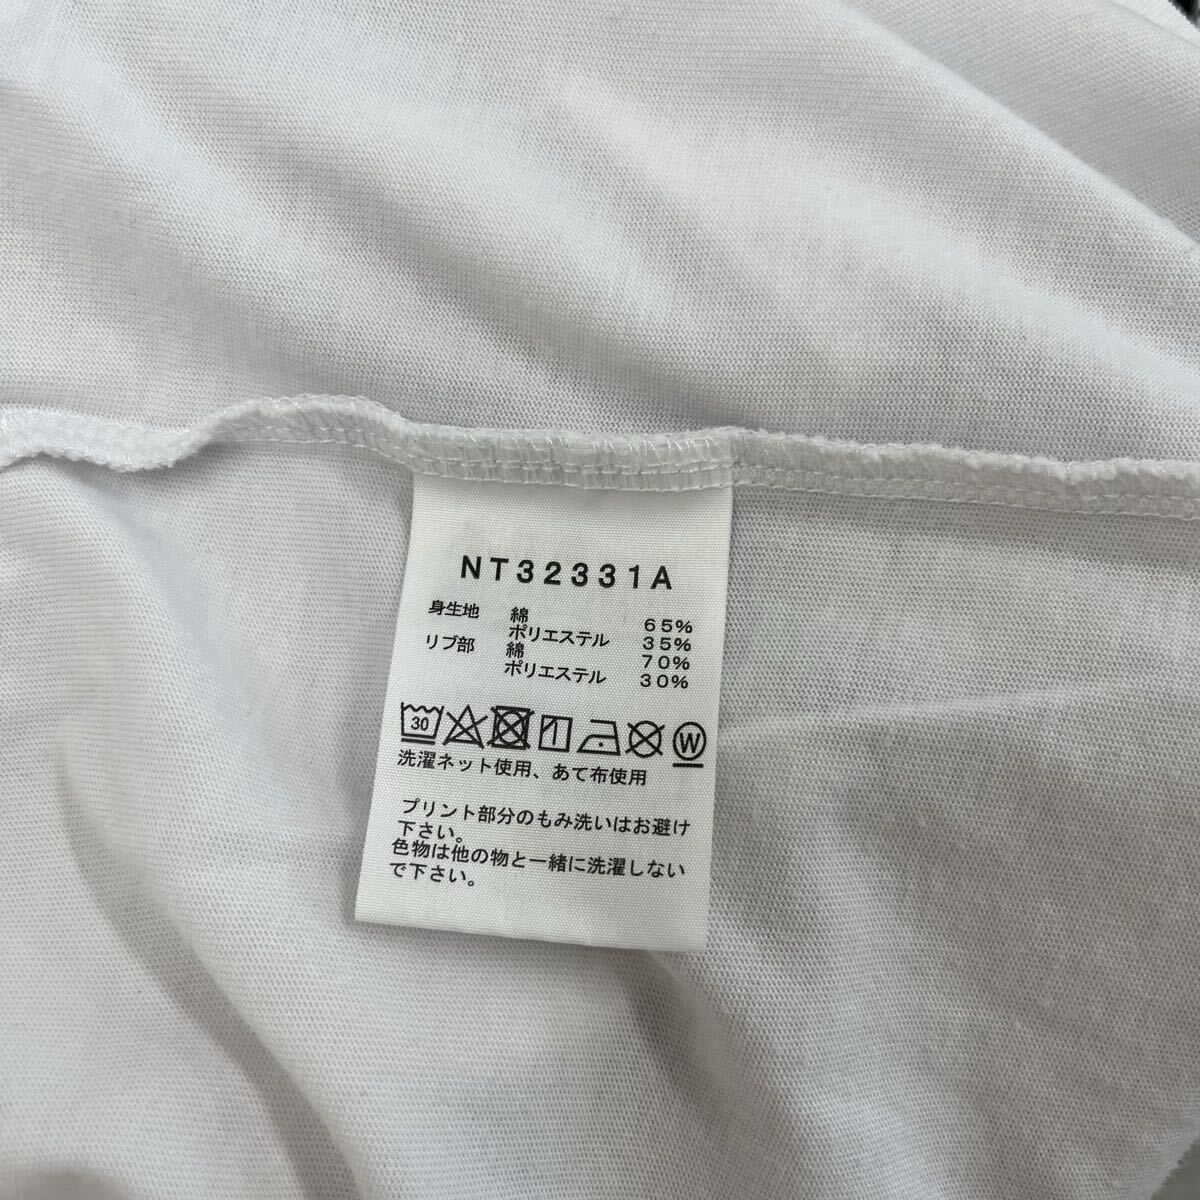 NT32331A
身生地 綿 65%
ポリエステル 35%
リブ部 綿 70%
ポリエステル 30%
30 W
洗濯ネット使用、あて布使用
プリント部分のもみ洗いはお避け
下さい。
色物は他の物と一緒に洗濯しない
で下さい。